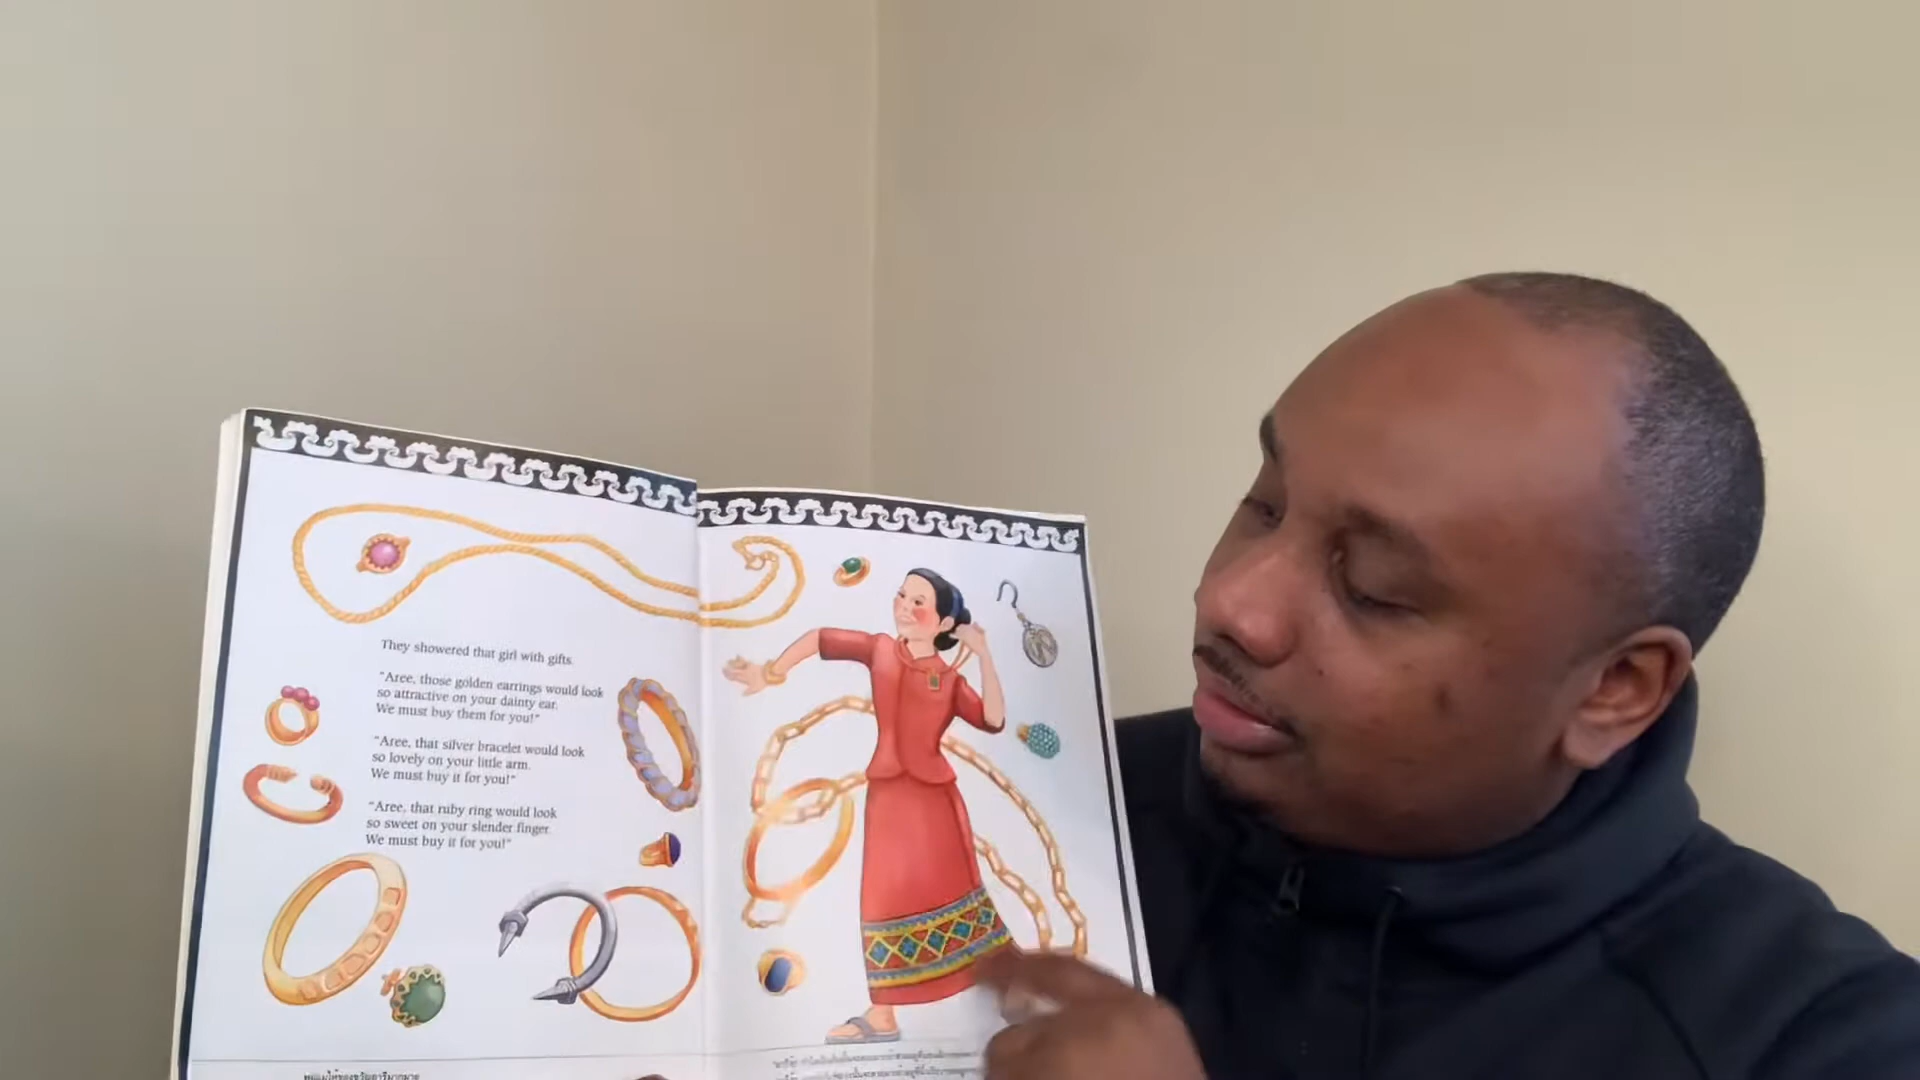 They showered that girl with gifts.
"Aree, those golden earrings would look
so attractive on your dainty ear.
We must buy them for you!"
"Aree, that silver bracelet would look
so lovely on your little arm.
We must buy it for you!"
"Aree, that ruby ring would look
so sweet on your slender finger.
We must buy it for you!"